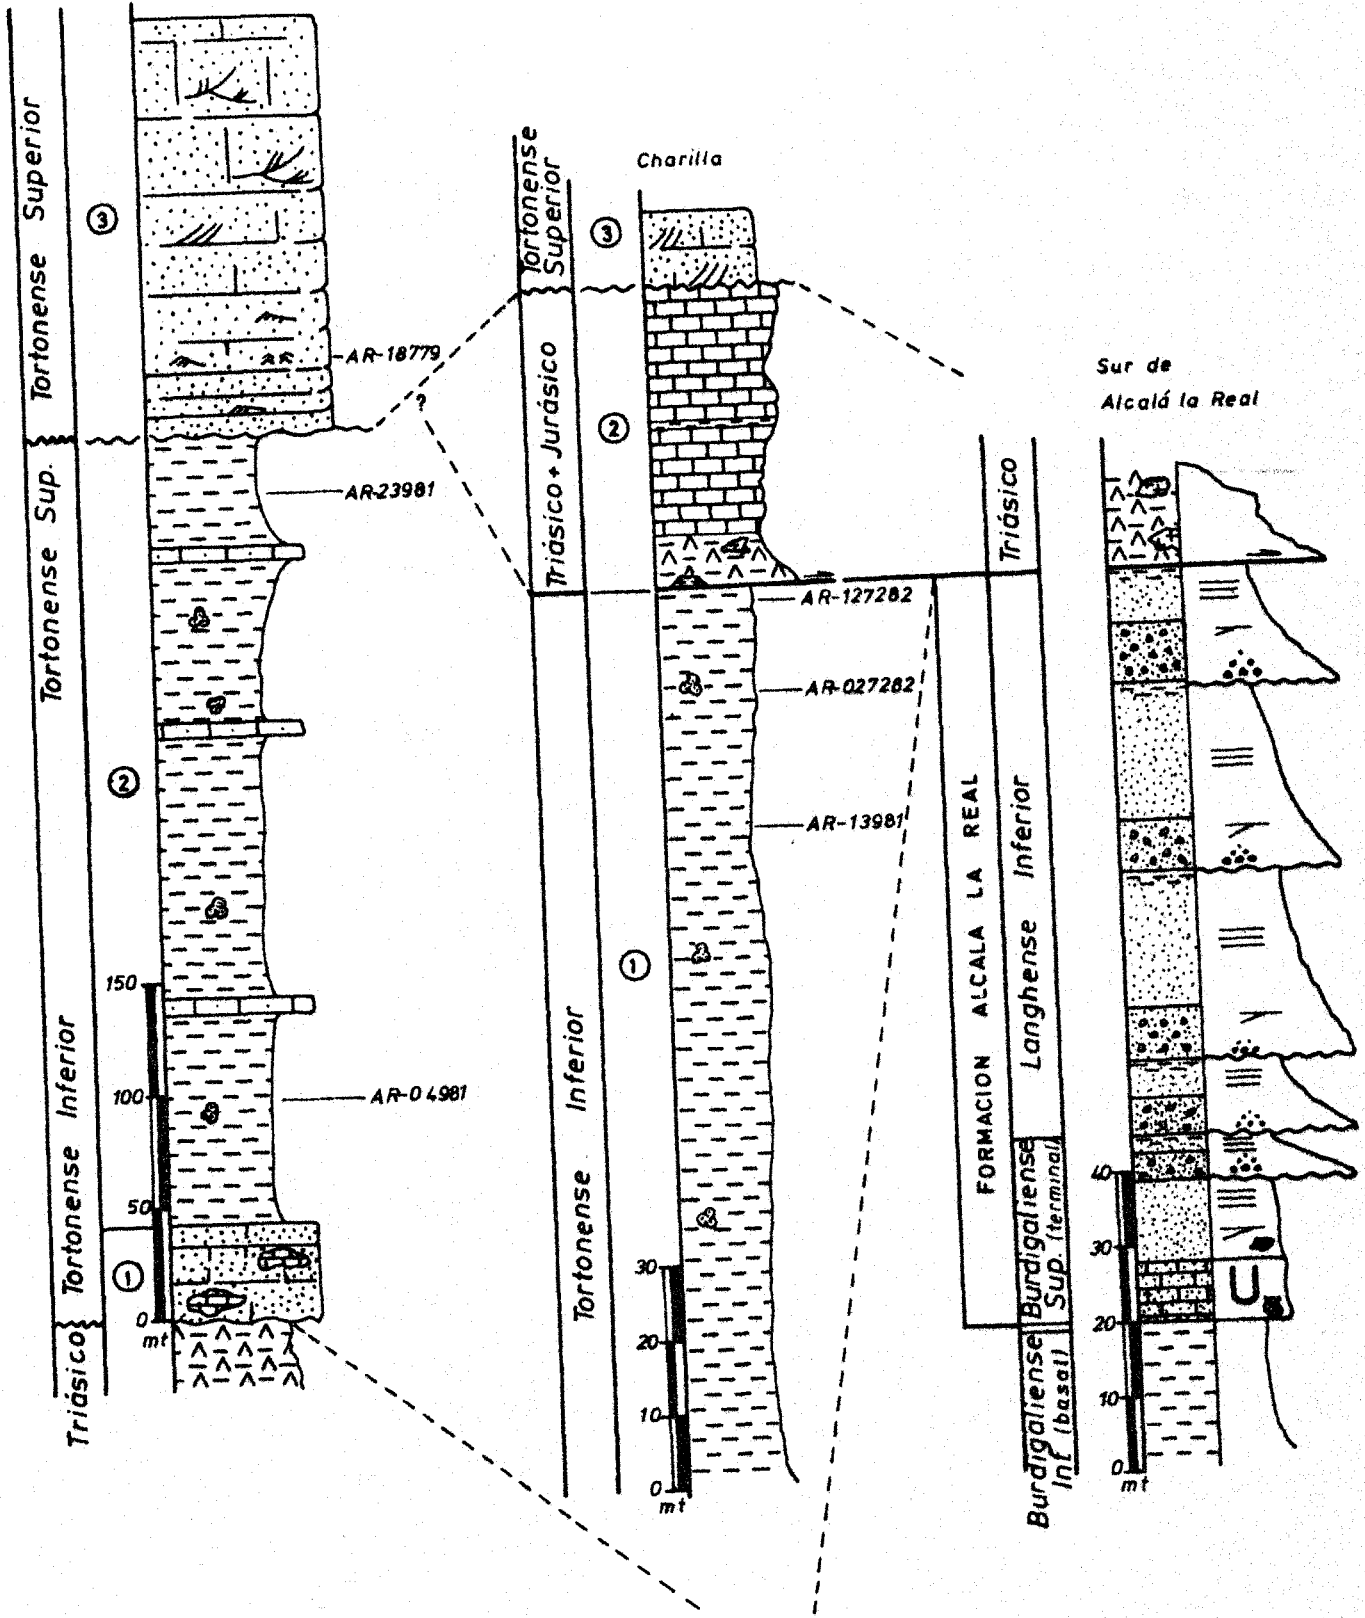 Tortonense Superior
3
AR-18779
?
Tortonense Sup.
AR-23981
2
150
100
AR-04981
50
Tortonense Inferior
1
0
mt
Triásico
Charilla
Tortonense
Superior
3
Triásico + Jurásico
2
AR-127282
AR-027282
AR-13981
1
Tortonense Inferior
30
20
10
0
mt
Sur de
Alcalá la Real
Triásico
FORMACION ALCALA LA REAL
Langhense Inferior
Burdigaliense
Sup. (terminal)
Burdigaliense
Inf. (basal)
40
30
20
10
0
mt